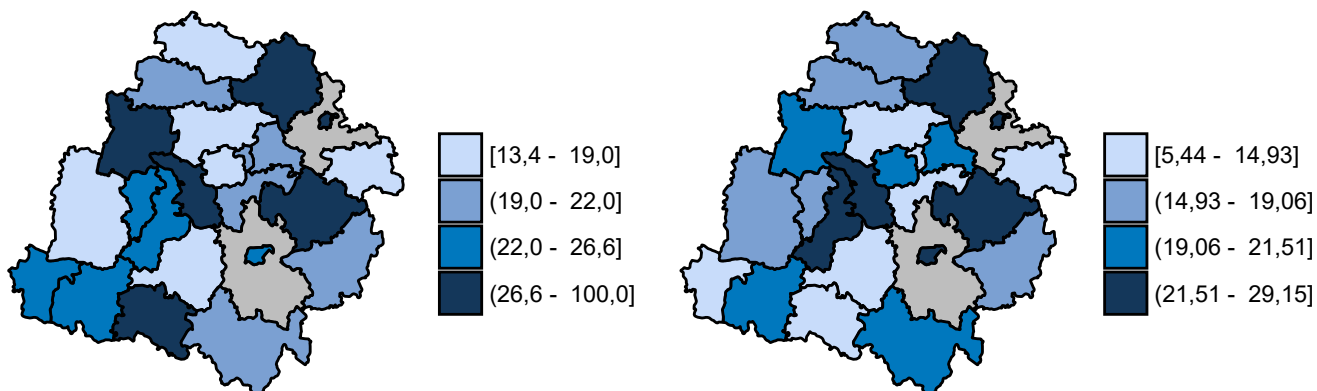 [13,4 - 19,0]
(19,0 - 22,0]
(22,0 - 26,6]
(26,6 - 100,0]
[5,44 - 14,93]
(14,93 - 19,06]
(19,06 - 21,51]
(21,51 - 29,15]